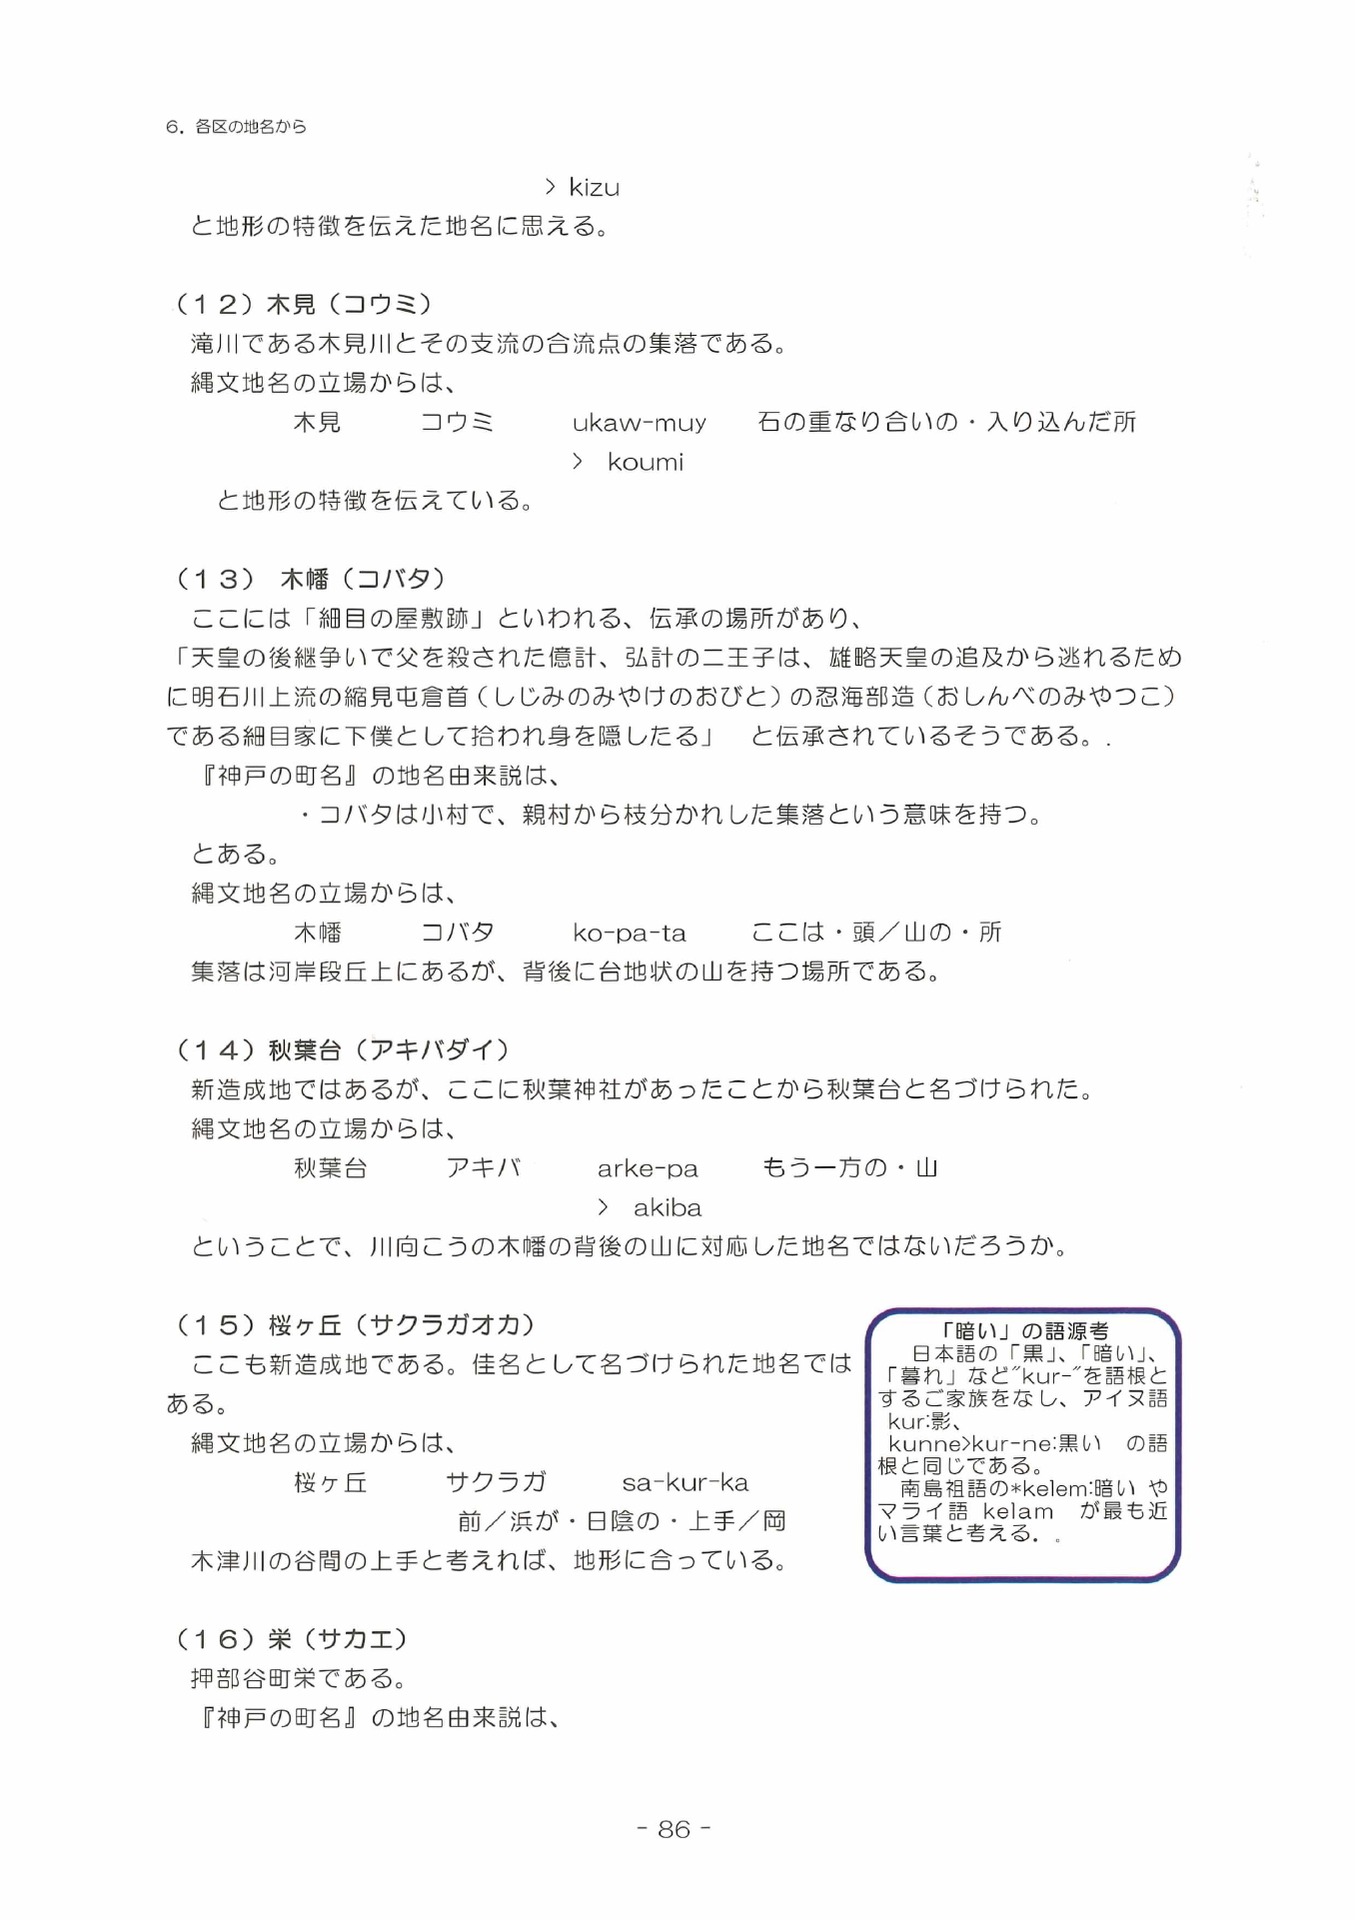 6．各区の地名から
＞ kizu
と地形の特徴を伝えた地名に思える。
（１２）木見（コウミ）
滝川である木見川とその支流の合流点の集落である。
縄文地名の立場からは、
木見　コウミ　ukaw-muy　石の重なり合いの・入り込んだ所
＞ koumi
と地形の特徴を伝えている。
（１３） 木幡（コバタ）
ここには「細目の屋敷跡」といわれる、伝承の場所があり、
「天皇の後継争いで父を殺された億計、弘計の二王子は、雄略天皇の追及から逃れるため
に明石川上流の縮見屯倉首（しじみのみやけのおびと）の忍海部造（おしんべのみやつこ）
である細目家に下僕として拾われ身を隠したる」　と伝承されているそうである。.
『神戸の町名』の地名由来説は、
・コバタは小村で、親村から枝分かれした集落という意味を持つ。
とある。
縄文地名の立場からは、
木幡　コバタ　ko-pa-ta　ここは・頭／山の・所
集落は河岸段丘上にあるが、背後に台地状の山を持つ場所である。
（１４）秋葉台（アキバダイ）
新造成地ではあるが、ここに秋葉神社があったことから秋葉台と名づけられた。
縄文地名の立場からは、
秋葉台　アキバ　arke-pa　もう一方の・山
＞ akiba
ということで、川向こうの木幡の背後の山に対応した地名ではないだろうか。
（１５）桜ヶ丘（サクラガオカ）
ここも新造成地である。佳名として名づけられた地名では
ある。
縄文地名の立場からは、
桜ヶ丘　サクラガ　sa-kur-ka
前／浜が・日陰の・上手／岡
木津川の谷間の上手と考えれば、地形に合っている。
「暗い」の語源考
日本語の「黒」、「暗い」、
「暮れ」など"kur-"を語根と
するご家族をなし、アイヌ語
kur:影、
kunne>kur-ne:黒い　の語
根と同じである。
南島祖語の*kelem:暗い や
マライ語 kelam　が最も近
い言葉と考える．。
（１６）栄（サカエ）
押部谷町栄である。
『神戸の町名』の地名由来説は、
- 86 -